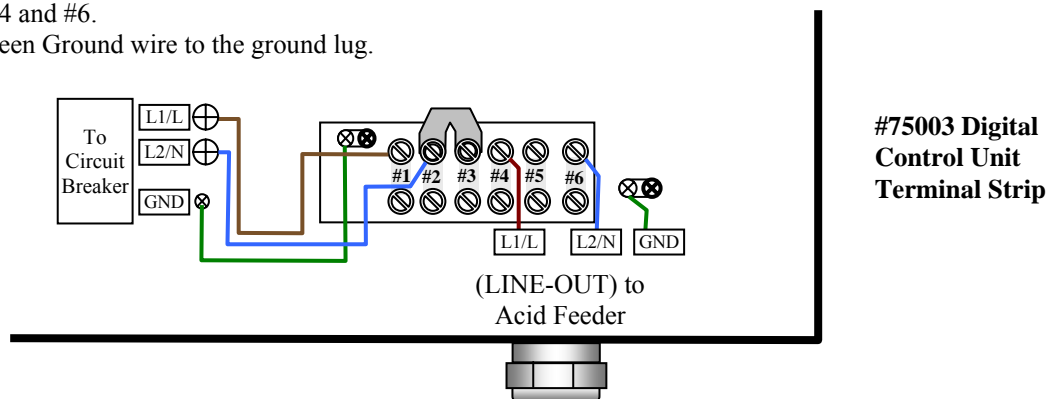 4 and #6.
een Ground wire to the ground lug.
To
Circuit
Breaker
L1/L
L2/N
GND
#1 #2 #3 #4 #5 #6
L1/L L2/N GND
(LINE-OUT) to
Acid Feeder
#75003 Digital
Control Unit
Terminal Strip